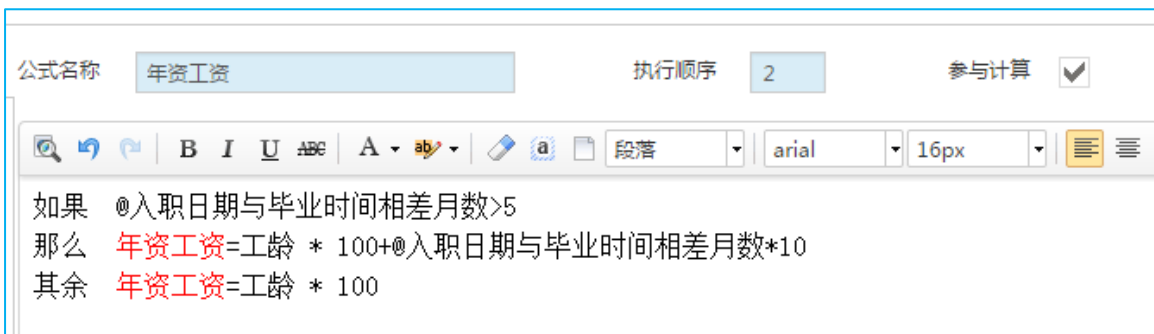 公式名称 年资工资 执行顺序 2 参与计算
B I U ABC A ab a 段落 arial 16px
如果 @入职日期与毕业时间相差月数>5
那么 年资工资=工龄 * 100+@入职日期与毕业时间相差月数*10
其余 年资工资=工龄 * 100